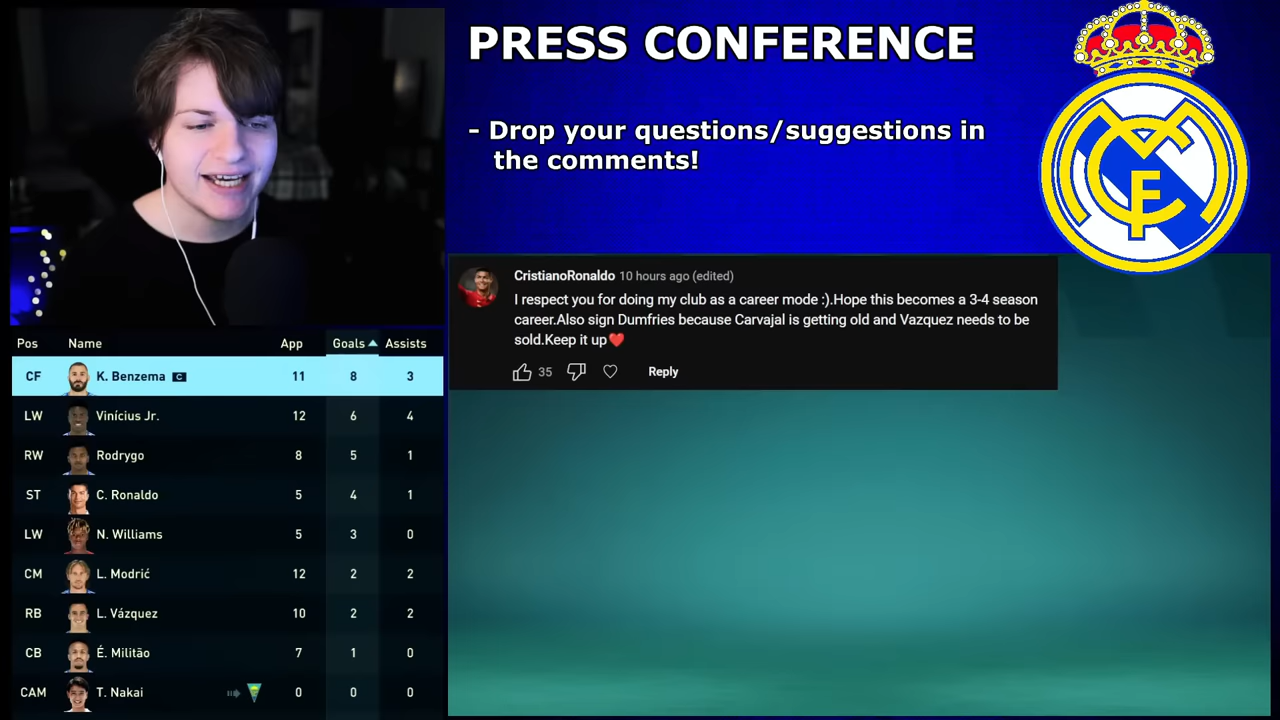 PRESS CONFERENCE
- Drop your questions/suggestions in
the comments!
CristianoRonaldo 10 hours ago (edited)
I respect you for doing my club as a career mode :).Hope this becomes a 3-4 season
career.Also sign Dumfries because Carvajal is getting old and Vazquez needs to be
sold.Keep it up❤️
35 Reply
Pos Name App Goals Assists
CF K. Benzema C 11 8 3
LW Vinícius Jr. 12 6 4
RW Rodrygo 8 5 1
ST C. Ronaldo 5 4 1
LW N. Williams 5 3 0
CM L. Modrić 12 2 2
RB L. Vázquez 10 2 2
CB É. Militão 7 1 0
CAM T. Nakai 0 0 0